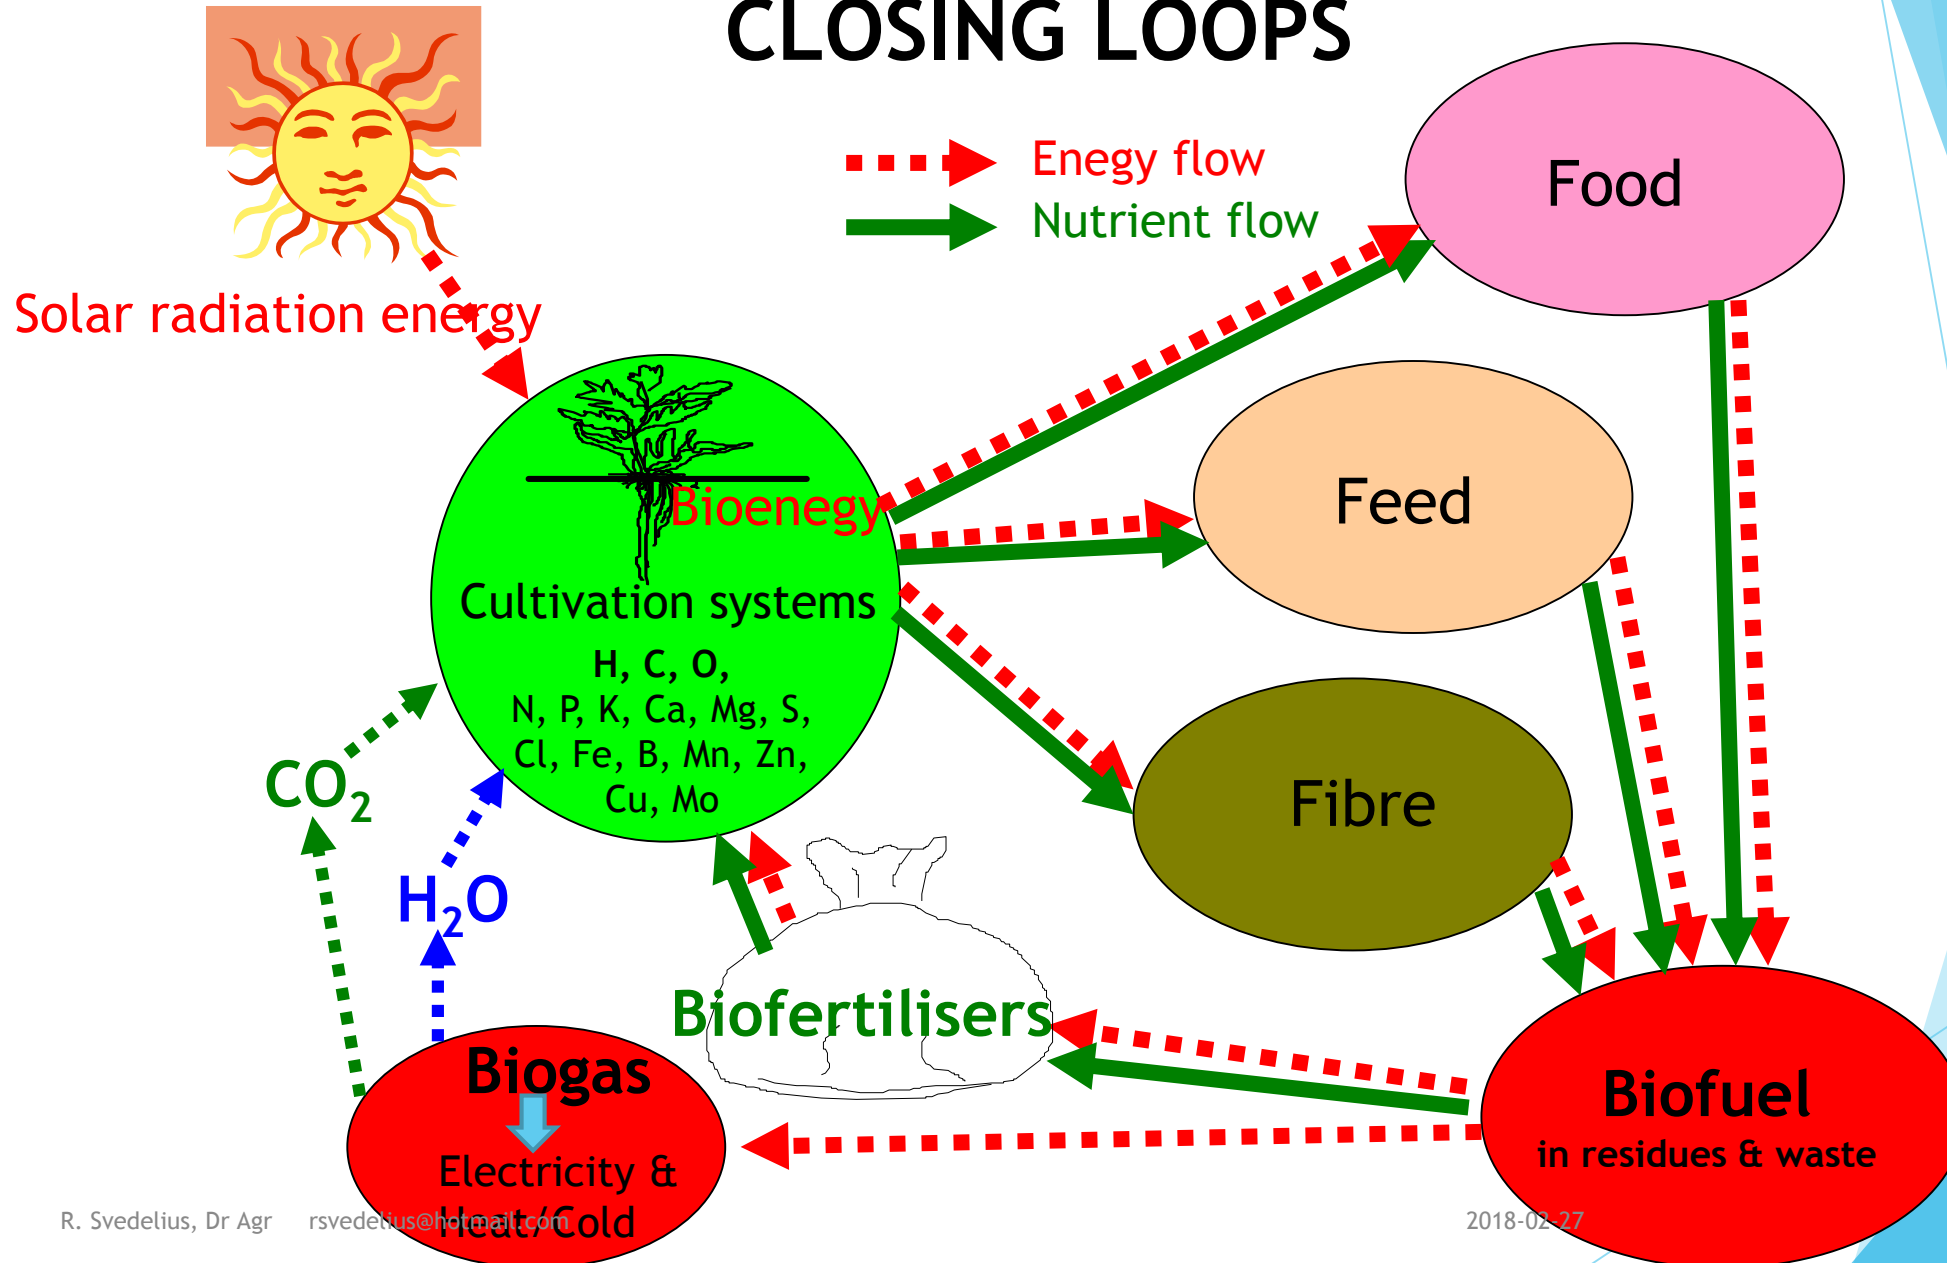 CLOSING LOOPS
Enegy flow
Nutrient flow
Food
Solar radiation energy
Feed
Bioenegy
Cultivation systems
H, C, O,
N, P, K, Ca, Mg, S,
Cl, Fe, B, Mn, Zn,
Cu, Mo
Fibre
CO2
H2O
Biofertilisers
Biogas
Electricity &
Heat/Cold
Biofuel
in residues & waste
R. Svedelius, Dr Agr rsvedelius@hotmail.com
2018-02-27